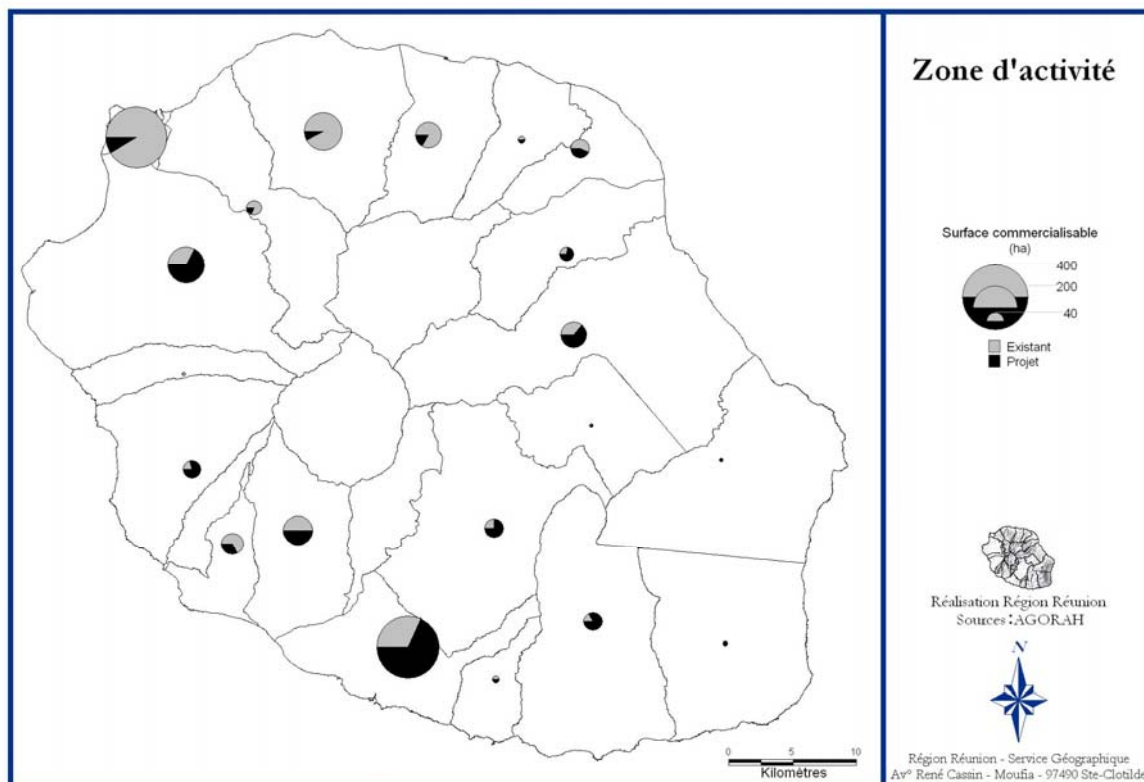 Zone d'activité
Surface commercialisable
(ha)
400
200
40
Existant
Projet
Réalisation Région Réunion
Sources : AGORAH
N
0 5 10
Kilomètres
Région Réunion - Service Géographique
Av° René Cassin - Moufia - 97490 Ste-Clotilde